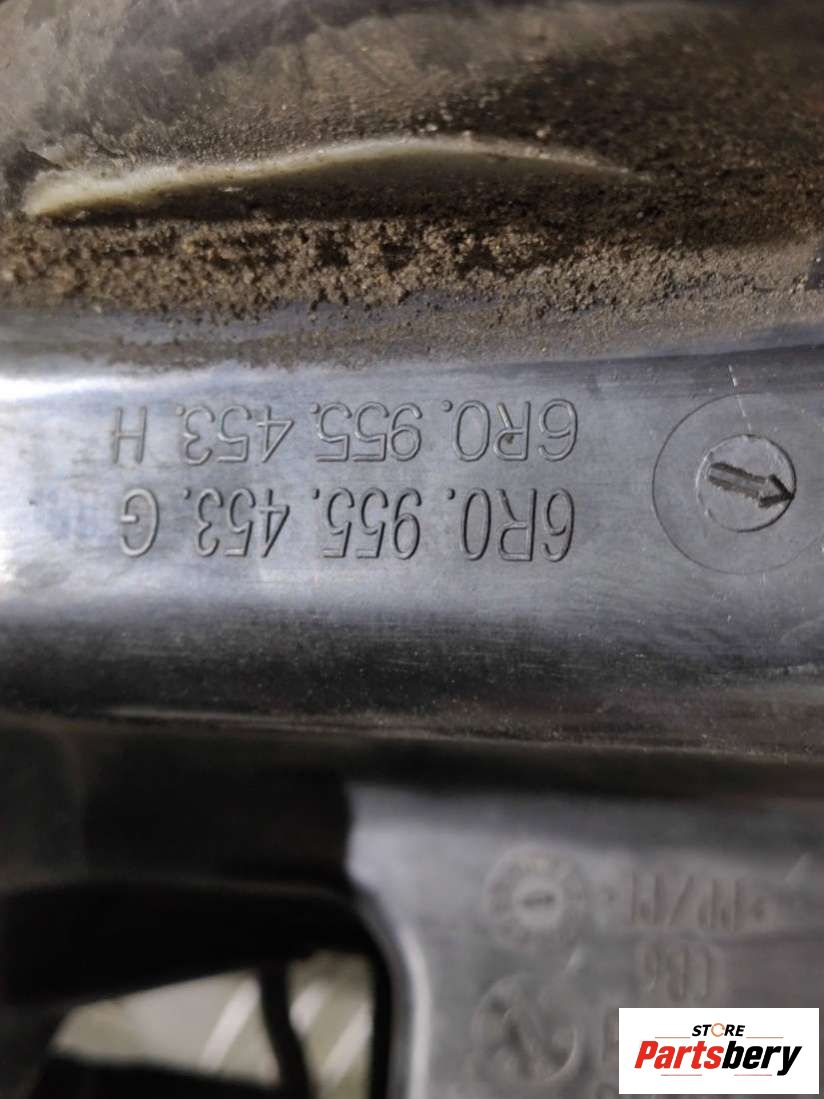 6R0. 955. 453. G
6R0. 955. 453. H
STORE
Partsbery